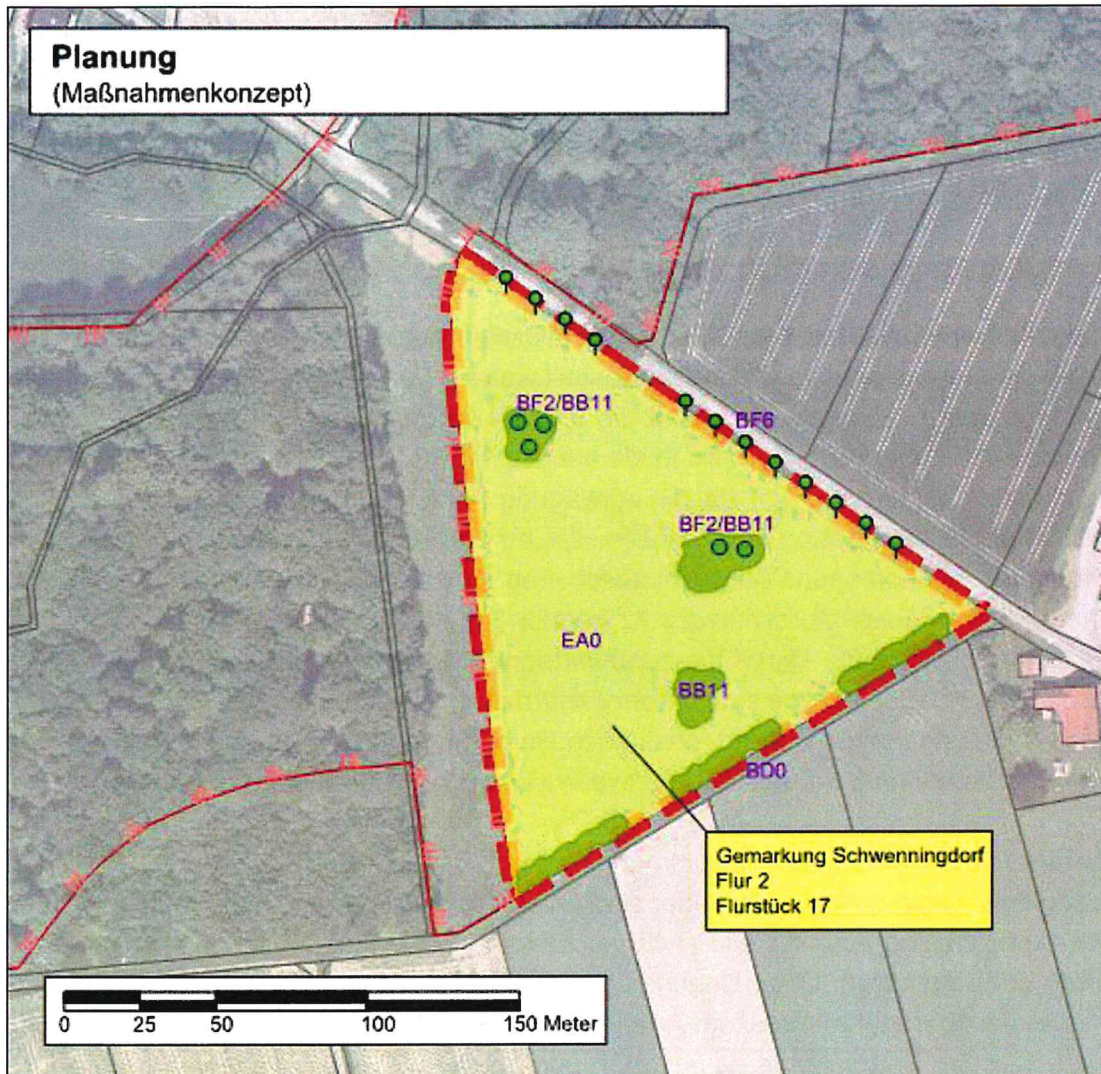 Planung
(Maßnahmenkonzept)
BF2/BB11
BF6
BF2/BB11
EA0
BB11
BD0
Gemarkung Schwenningdorf
Flur 2
Flurstück 17
0 25 50 100 150 Meter